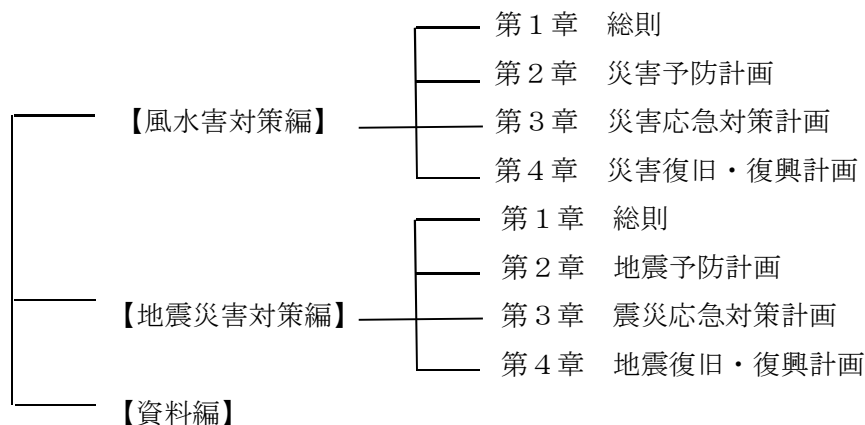 第１章　総則
第２章　災害予防計画
【風水害対策編】
第３章　災害応急対策計画
第４章　災害復旧・復興計画
第１章　総則
第２章　地震予防計画
【地震災害対策編】
第３章　震災応急対策計画
第４章　地震復旧・復興計画
【資料編】